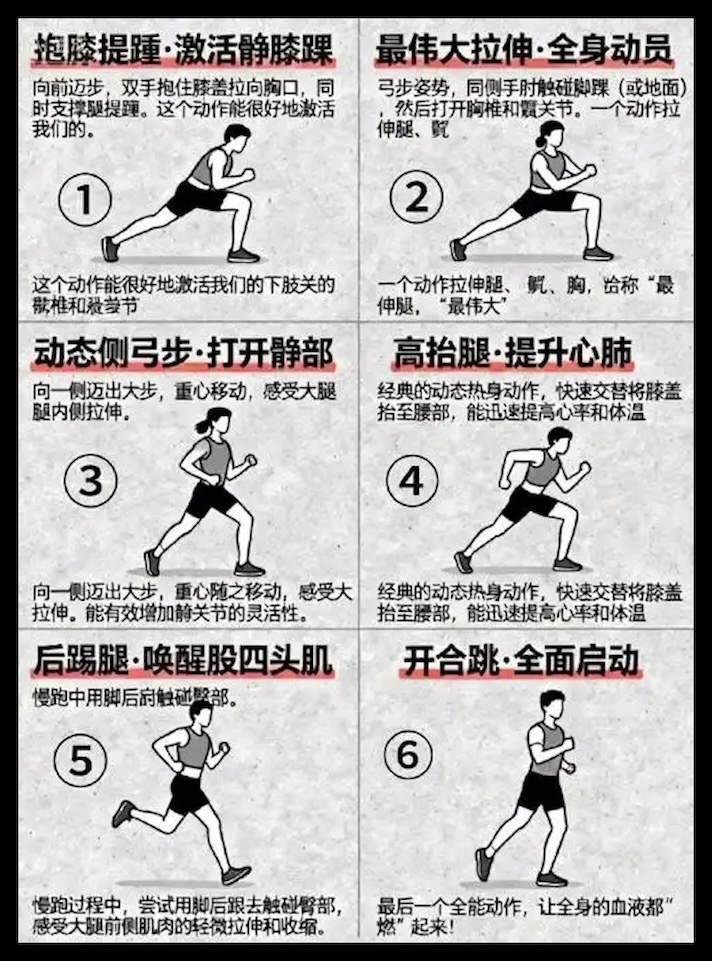 抱膝提踵·激活静膝踝
向前迈步，双手抱住膝盖拉向胸口，同
时支撑腿提踵。这个动作能很好地激活
我们的。
1
这个动作能很好地激活我们的下肢关的
椎和节
最伟大拉伸·全身动员
弓步姿势，同侧手肘触碰脚踝（或地面）
，然后打开胸椎和关节。一个动作拉
伸腿、
2
一个动作拉伸腿、胸，称“最
伸腿，“最伟大”
动态侧弓步·打开静部
向一侧迈出大步，重心移动，感受大腿
腿内侧拉伸。
3
向一侧迈出大步，重心随之移动，感受大
拉伸。能有效增加关节的灵活性。
高抬腿·提升心肺
经典的动态热身动作，快速交替将膝盖
抬至腰部，能迅速提高心率和体温
4
经典的动态热身动作，快速交替将膝盖
抬至腰部，能迅速提高心率和体温
后踢腿·唤醒股四头肌
慢跑中用脚后触碰臀部。
5
慢跑过程中，尝试用脚后跟去触碰臀部，
感受大腿前侧肌肉的轻微拉伸和收缩。
开合跳·全面启动
6
最后一个全能动作，让全身的血液都“
燃”起来！